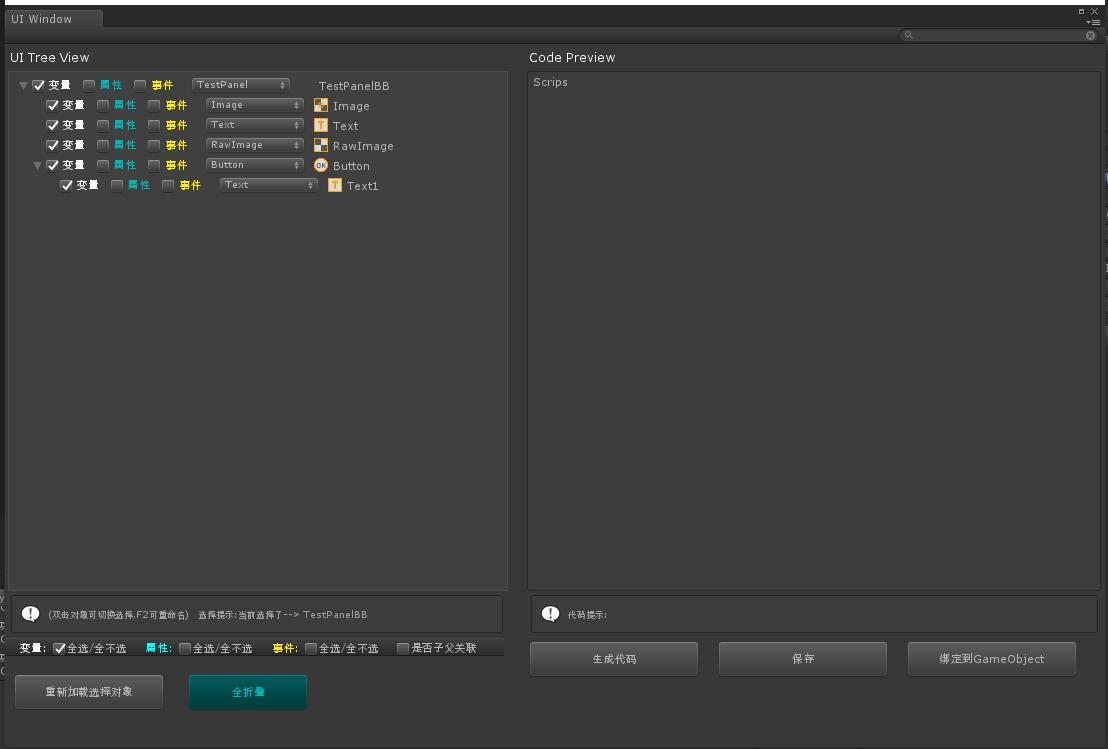 UI Window
UI Tree View
变量 属性 事件 TestPanel TestPanelBB
变量 属性 事件 Image Image
变量 属性 事件 Text Text
变量 属性 事件 RawImage RawImage
变量 属性 事件 Button OK Button
变量 属性 事件 Text Text1
(双击对象可切换选择,F2可重命名) 选择提示:当前选择了--> TestPanelBB
变量: 全选/全不选 属性: 全选/全不选 事件: 全选/全不选 是否子父关联
重新加载选择对象 全折叠
Code Preview
Scrips
代码提示:
生成代码 保存 绑定到GameObject